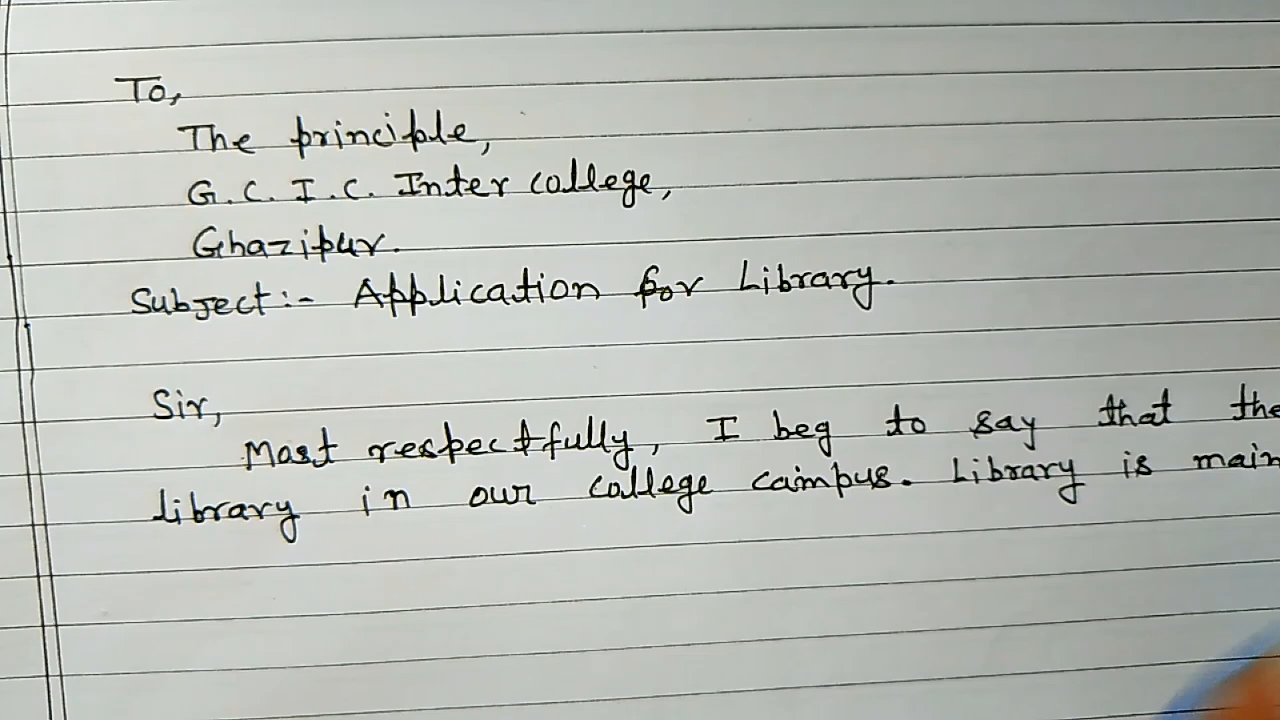 To,
The principle,
G.C.I.C. Inter college,
Ghazipur.
Subject:- Application for Library.
Sir,
Most respectfully, I beg to say that the
library in our college caimpus. Library is main